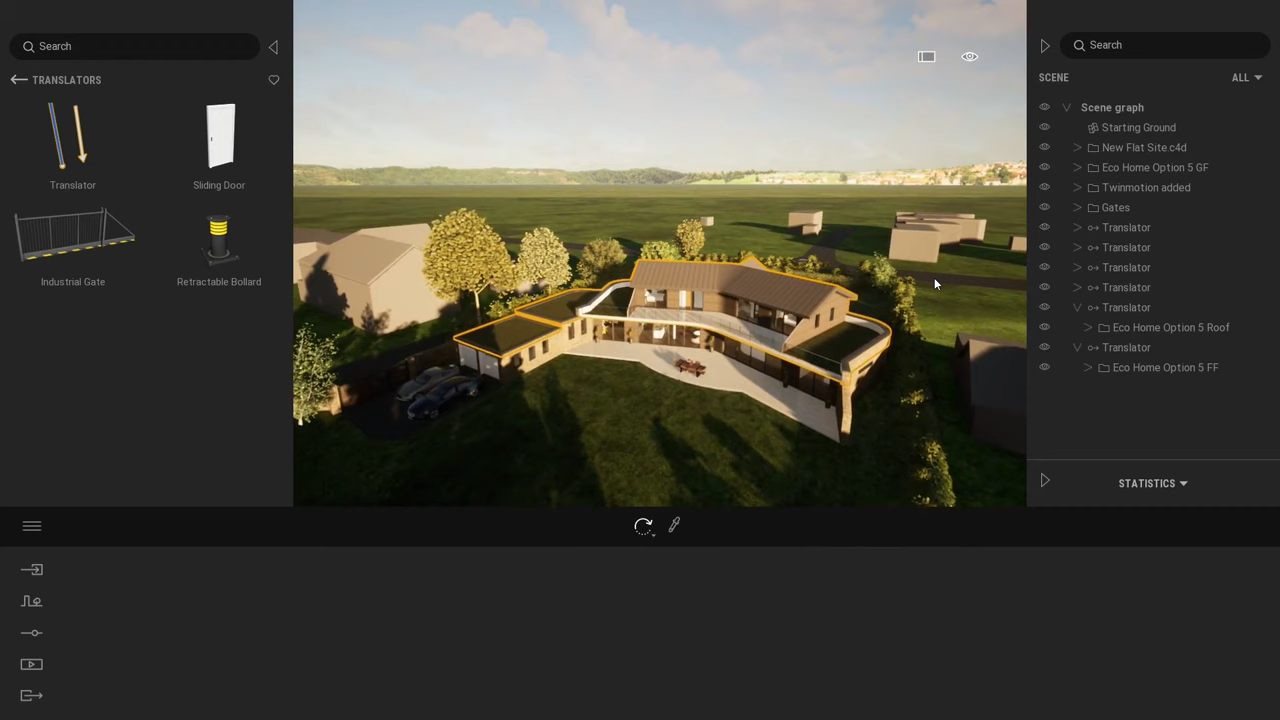 Search
TRANSLATORS
Translator
Sliding Door
Industrial Gate
Retractable Bollard
Search
SCENE
ALL
Scene graph
Starting Ground
New Flat Site.c4d
Eco Home Option 5 GF
Twinmotion added
Gates
Translator
Translator
Translator
Translator
Translator
Eco Home Option 5 Roof
Translator
Eco Home Option 5 FF
STATISTICS